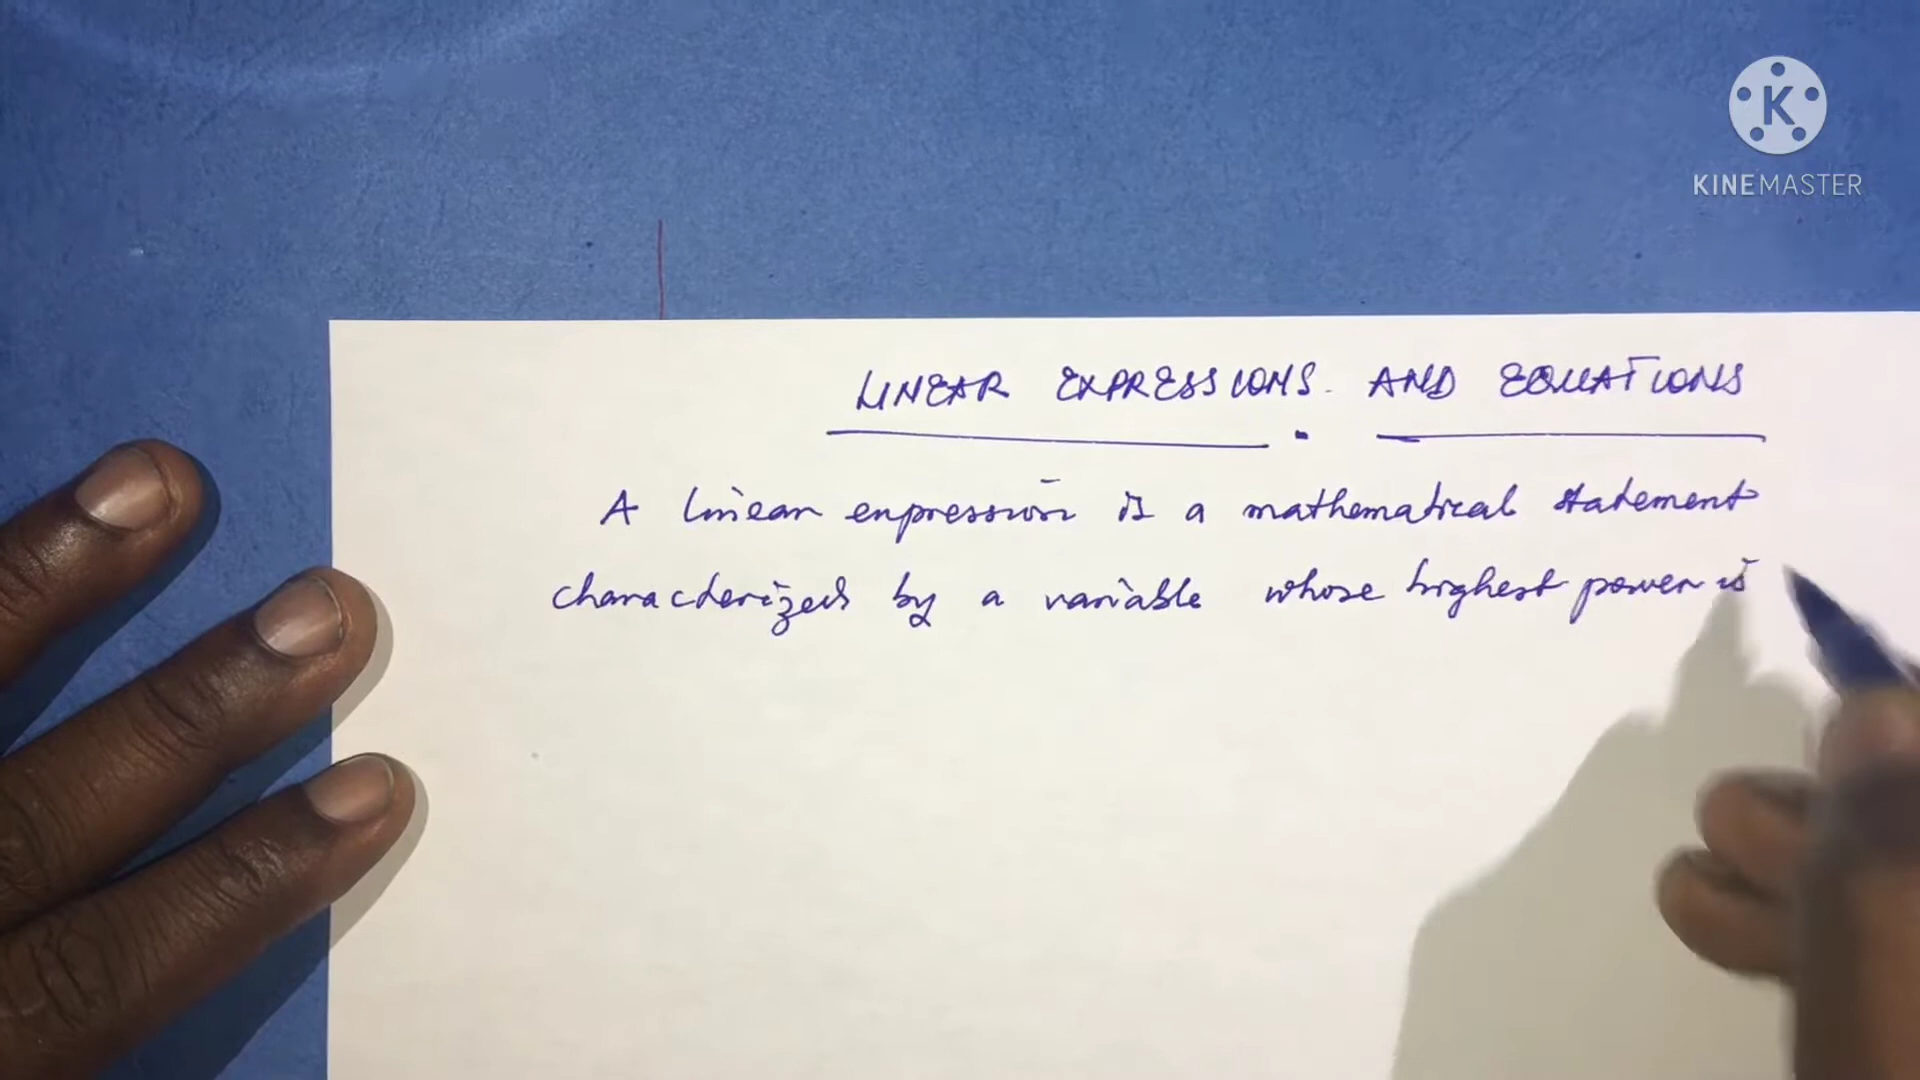 K
KINEMASTER
LINEAR EXPRESSIONS. AND EQUATIONS
A linear expression is a mathematical statement
characterized by a variable whose highest power is